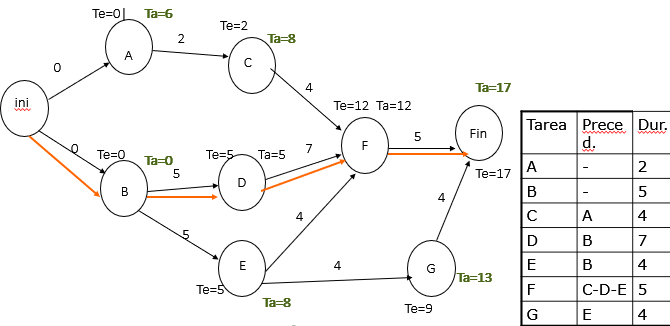 Te=0| Ta=6
Te=2
Ta=8
0
2
A
C
4
ini
Te=12 Ta=12
Ta=17
F
5
Fin
Te=17
0
Te=0
Ta=0
5
B
Te=5
Ta=5
7
D
5
4
E
4
4
G
Te=5
Ta=8
Ta=13
Te=9
Tarea Preced. Dur.
A - 2
B - 5
C A 4
D B 7
E B 4
F C-D-E 5
G E 4